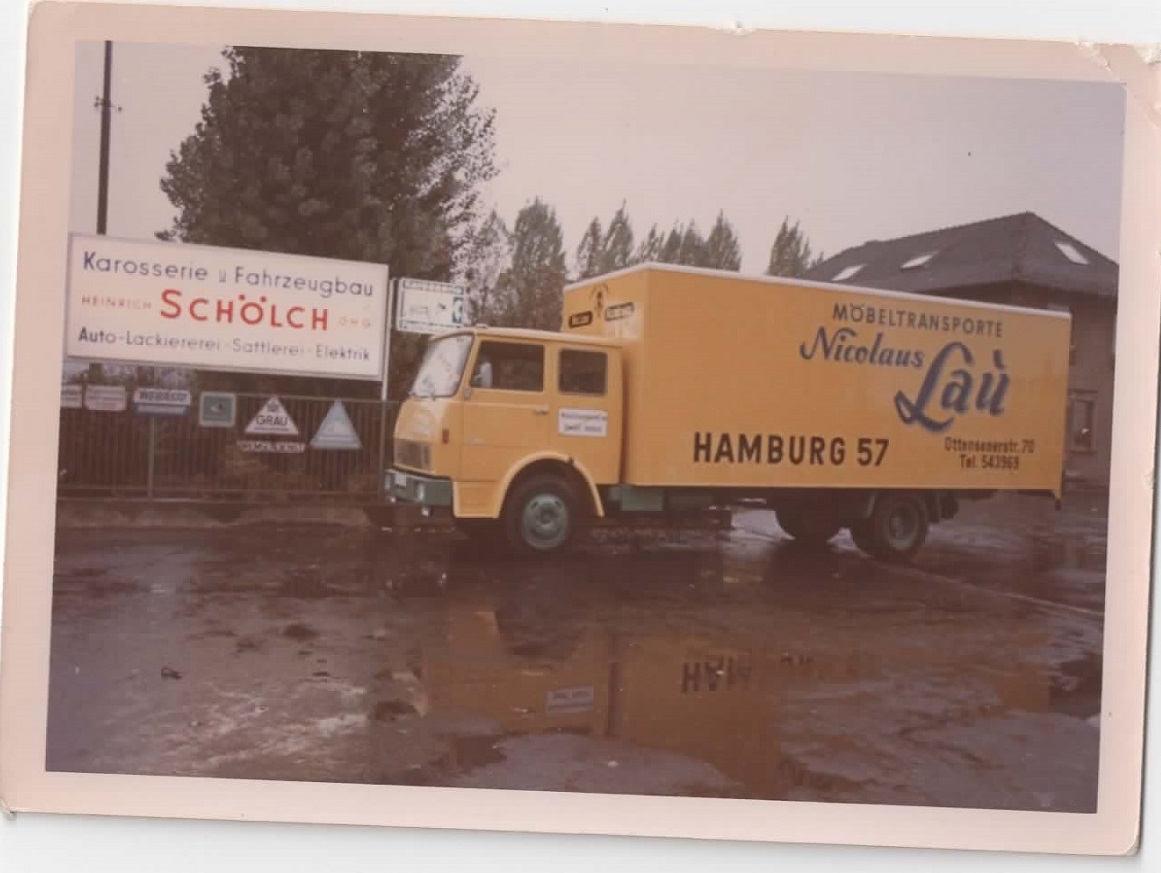 Karosserie u Fahrzeugbau
HEINRICH SCHÖLCH OHG
Auto-Lackiererei-Sattlerei-Elektrik
WEBASTO
GRAU
MÖBELTRANSPORTE
Nicolaus
Laù
HAMBURG 57
Ottensenerstr. 70
Tel. 543969